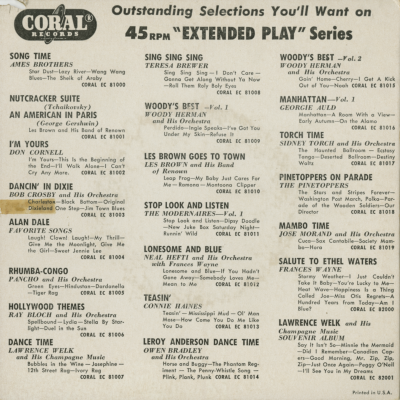 CORAL
RECORDS
Outstanding Selections You'll Want on
45 RPM "EXTENDED PLAY" Series
SONG TIME
AMES BROTHERS
Star Dust—Lazy River—Wang Wang
Blues—The Sheik of Araby
CORAL EC 81000
NUTCRACKER SUITE
(Tchaikovsky)
AN AMERICAN IN PARIS
(George Gershwin)
Les Brown and His Band of Renown
CORAL EC 81001
I'M YOURS
DON CORNELL
I'm Yours—This Is the Beginning of
the End—I'll Walk Alone—I Can't
Cry Any More.
CORAL EC 81002
DANCIN' IN DIXIE
BOB CROSBY and His Orchestra
Charleston—Black Bottom—Original
Dixieland One Step—Jim Town Blues
CORAL EC 81003
ALAN DALE
FAVORITE SONGS
Laugh! Clown! Laugh!—My Thrill—
Give Me the Moonlight, Give Me
the Girl—Sweet Jennie Lee
CORAL EC 81004
RHUMBA-CONGO
PANCHO and His Orchestra
Green Eyes—Hindustan—Dardanella
—Tiger Rag
CORAL EC 81005
HOLLYWOOD THEMES
RAY BLOCH and His Orchestra
Spellbound—Lydia—Stella By Star-
light—Duel in the Sun
CORAL EC 81006
DANCE TIME
LAWRENCE WELK
and His Champagne Music
Bubbles in the Wine—Josephine—
12th Street Rag—Ivory Rag
CORAL EC 81007
SING SING SING
TERESA BREWER
Sing Sing Sing—I Don't Care—
Gonna Get Along Without Ya Now
—Roll Them Roly Boly Eyes
CORAL EC 81008
WOODY'S BEST —Vol. 1
WOODY HERMAN
and His Orchestra
Perdido—Ingie Speaks—I've Got You
Under My Skin—Relove It
CORAL EC 81009
LES BROWN GOES TO TOWN
LES BROWN and His Band
of Renown
Leap Frog—My Baby Just Cares For
Me—Ramona—Montoona Clipper
CORAL EC 81010
STOP LOOK AND LISTEN
THE MODERNAIRES—Vol. 1
Stop Look and Listen—Dipsy Doodle
—New Juke Box Saturday Night—
Runnin' Wild
CORAL EC 81011
LONESOME AND BLUE
NEAL HEFTI and His Orchestra
with Frances Wayne
Lonesome and Blue—If You Hadn't
Gone Away—Somebody Loves Me—
Mean to Me
CORAL EC 81012
TEASIN'
CONNIE HAINES
Teasin'—Mississippi Mud—Ol' Man
Mose—How Come You Do Me Like
You Do
CORAL EC 81013
LEROY ANDERSON DANCE TIME
OWEN BRADLEY
and His Orchestra
Horse and Buggy—The Phantom Reg-
iment—The Penny-Whistle Song—
Plink, Plank, Plunk
CORAL EC 81014
WOODY'S BEST —Vol. 2
WOODY HERMAN
and His Orchestra
Goin' Home—Cherry—I Get A Kick
Out of You—Nooh
CORAL EC 81015
MANHATTAN —Vol. 1
GEORGIE AULD
Manhattan—A Room With a View—
Early Autumn—On the Alamo
CORAL EC 81016
TORCH TIME
SIDNEY TORCH and His Orchestra
The Haunted Ballroom — Ecstasy
Tango—Deserted Ballroom—Destiny
Waltz
CORAL EC 81017
PINETOPPERS ON PARADE
THE PINETOPPERS
The Stars and Stripes Forever—
Washington Post March, Polka—Pa-
rade of the Wooden Soldiers—Out
Director
CORAL EC 81018
MAMBO TIME
JOSE MORAND and His Orchestra
Cuco—San Contabile—Society Mam-
bo—Hora
CORAL EC 81019
SALUTE TO ETHEL WATERS
FRANCES WAYNE
Stormy Weather—I Just Couldn't
Take It Baby—You're Lucky to Me—
Heat Wave—Happiness Is a Thing
Called Joe—Miss Otis Regrets—A
Hundred Years from Today—Am I
Blue?
CORAL EC 82000
LAWRENCE WELK and His
Champagne Music
SOUVENIR ALBUM
Say It Isn't So—Minnie the Mermaid
—Did I Remember—Canadian Cap-
ers—Good Morning, Mr. Zip, Zip,
Zip—Just Once Again—Peggy O'Neil
—I'll See You in My Dreams
CORAL EC 82001
Printed in U.S.A.